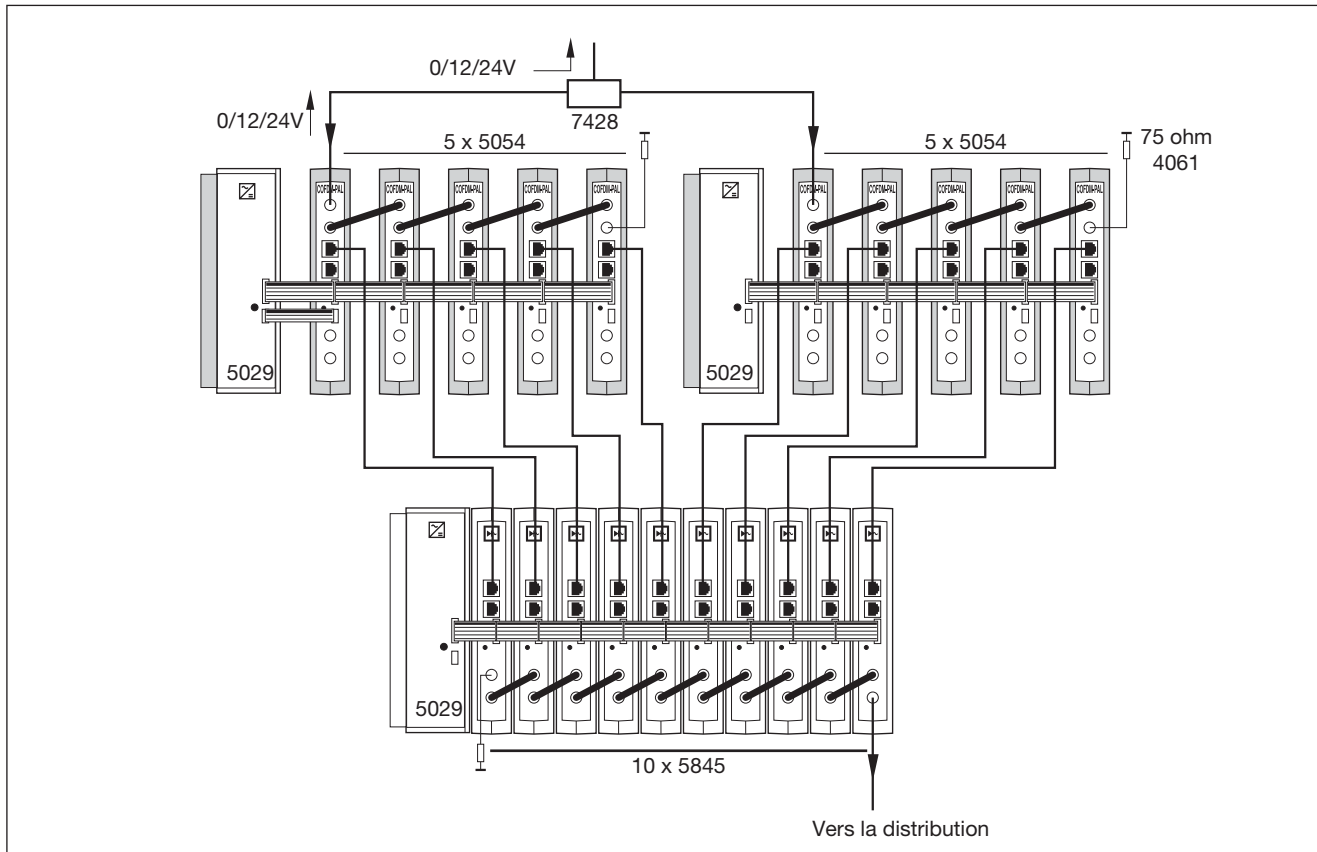 0/12/24V
0/12/24V
7428
5 x 5054
5 x 5054
75 ohm
4061
COFDM-PAL COFDM-PAL COFDM-PAL COFDM-PAL COFDM-PAL
COFDM-PAL COFDM-PAL COFDM-PAL COFDM-PAL COFDM-PAL
5029
5029
5029
10 x 5845
Vers la distribution